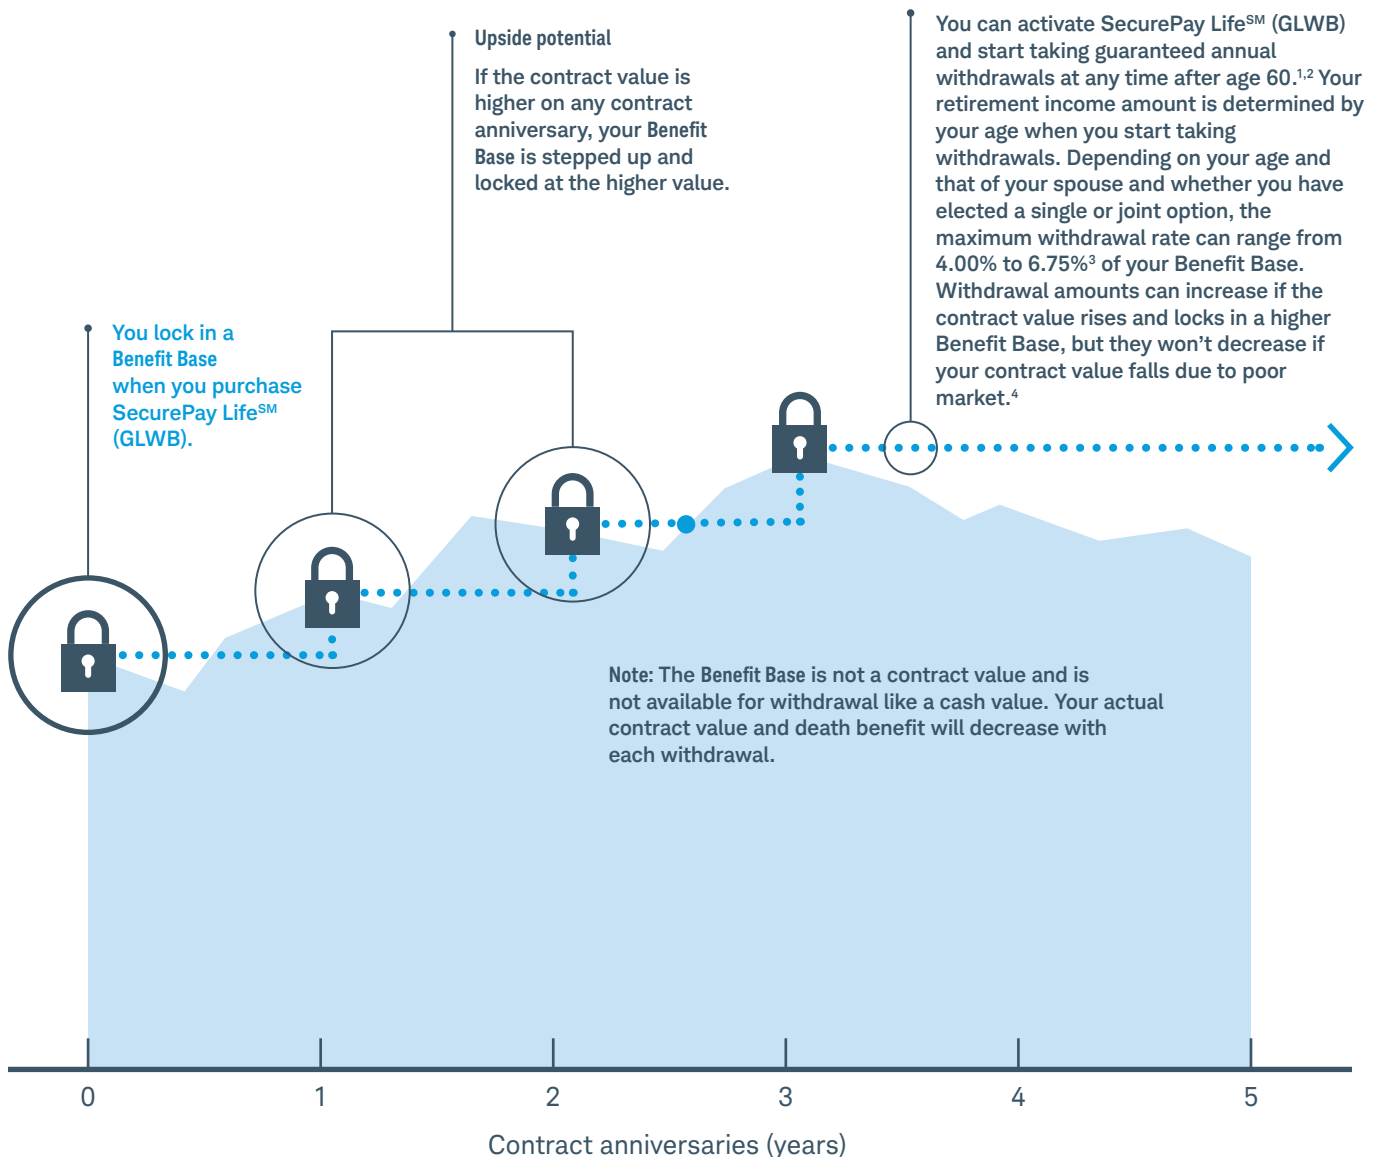 Upside potential
If the contract value is
higher on any contract
anniversary, your Benefit
Base is stepped up and
locked at the higher value.
You can activate SecurePay Life℠ (GLWB)
and start taking guaranteed annual
withdrawals at any time after age 60.¹,² Your
retirement income amount is determined by
your age when you start taking
withdrawals. Depending on your age and
that of your spouse and whether you have
elected a single or joint option, the
maximum withdrawal rate can range from
4.00% to 6.75%³ of your Benefit Base.
Withdrawal amounts can increase if the
contract value rises and locks in a higher
Benefit Base, but they won’t decrease if
your contract value falls due to poor
market.⁴
You lock in a
Benefit Base
when you purchase
SecurePay Life℠
(GLWB).
Note: The Benefit Base is not a contract value and is
not available for withdrawal like a cash value. Your actual
contract value and death benefit will decrease with
each withdrawal.
0 1 2 3 4 5
Contract anniversaries (years)